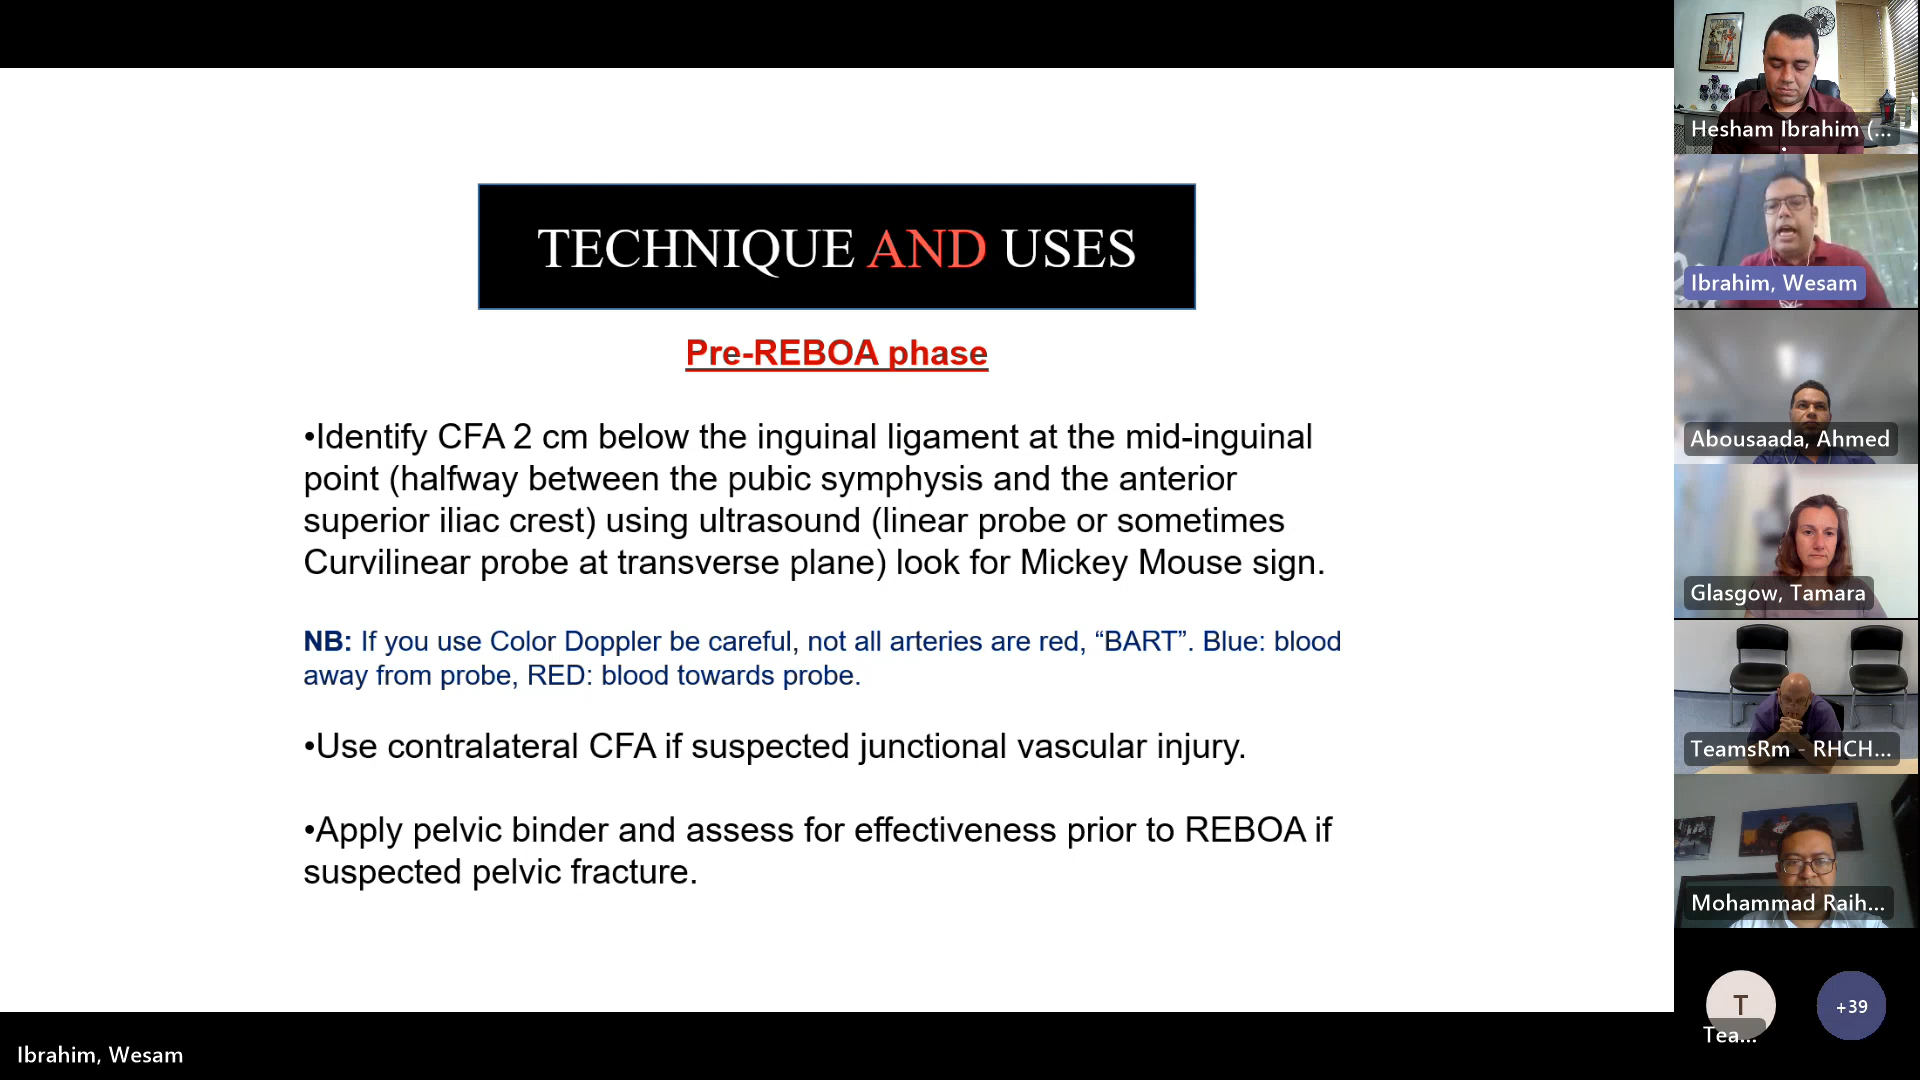 TECHNIQUE AND USES
Pre-REBOA phase
•Identify CFA 2 cm below the inguinal ligament at the mid-inguinal
point (halfway between the pubic symphysis and the anterior
superior iliac crest) using ultrasound (linear probe or sometimes
Curvilinear probe at transverse plane) look for Mickey Mouse sign.
NB: If you use Color Doppler be careful, not all arteries are red, “BART”. Blue: blood
away from probe, RED: blood towards probe.
•Use contralateral CFA if suspected junctional vascular injury.
•Apply pelvic binder and assess for effectiveness prior to REBOA if
suspected pelvic fracture.
Ibrahim, Wesam
Hesham Ibrahim (...
Ibrahim, Wesam
Abousaada, Ahmed
Glasgow, Tamara
TeamsRm - RHCH...
Mohammad Raih...
T
Tea...
+39